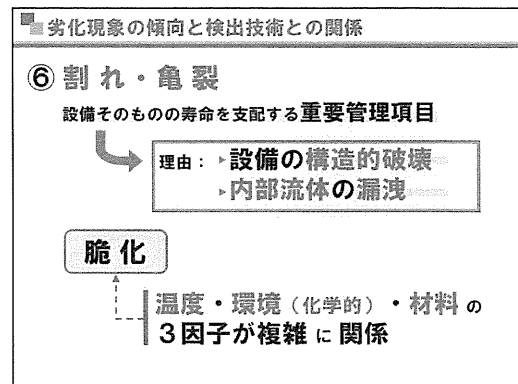 劣化現象の傾向と検出技術との関係
⑥割れ・亀裂
設備そのものの寿命を支配する重要管理項目
理由：▸設備の構造的破壊
▸内部流体の漏洩
脆化
温度・環境（化学的）・材料の
３因子が複雑に関係